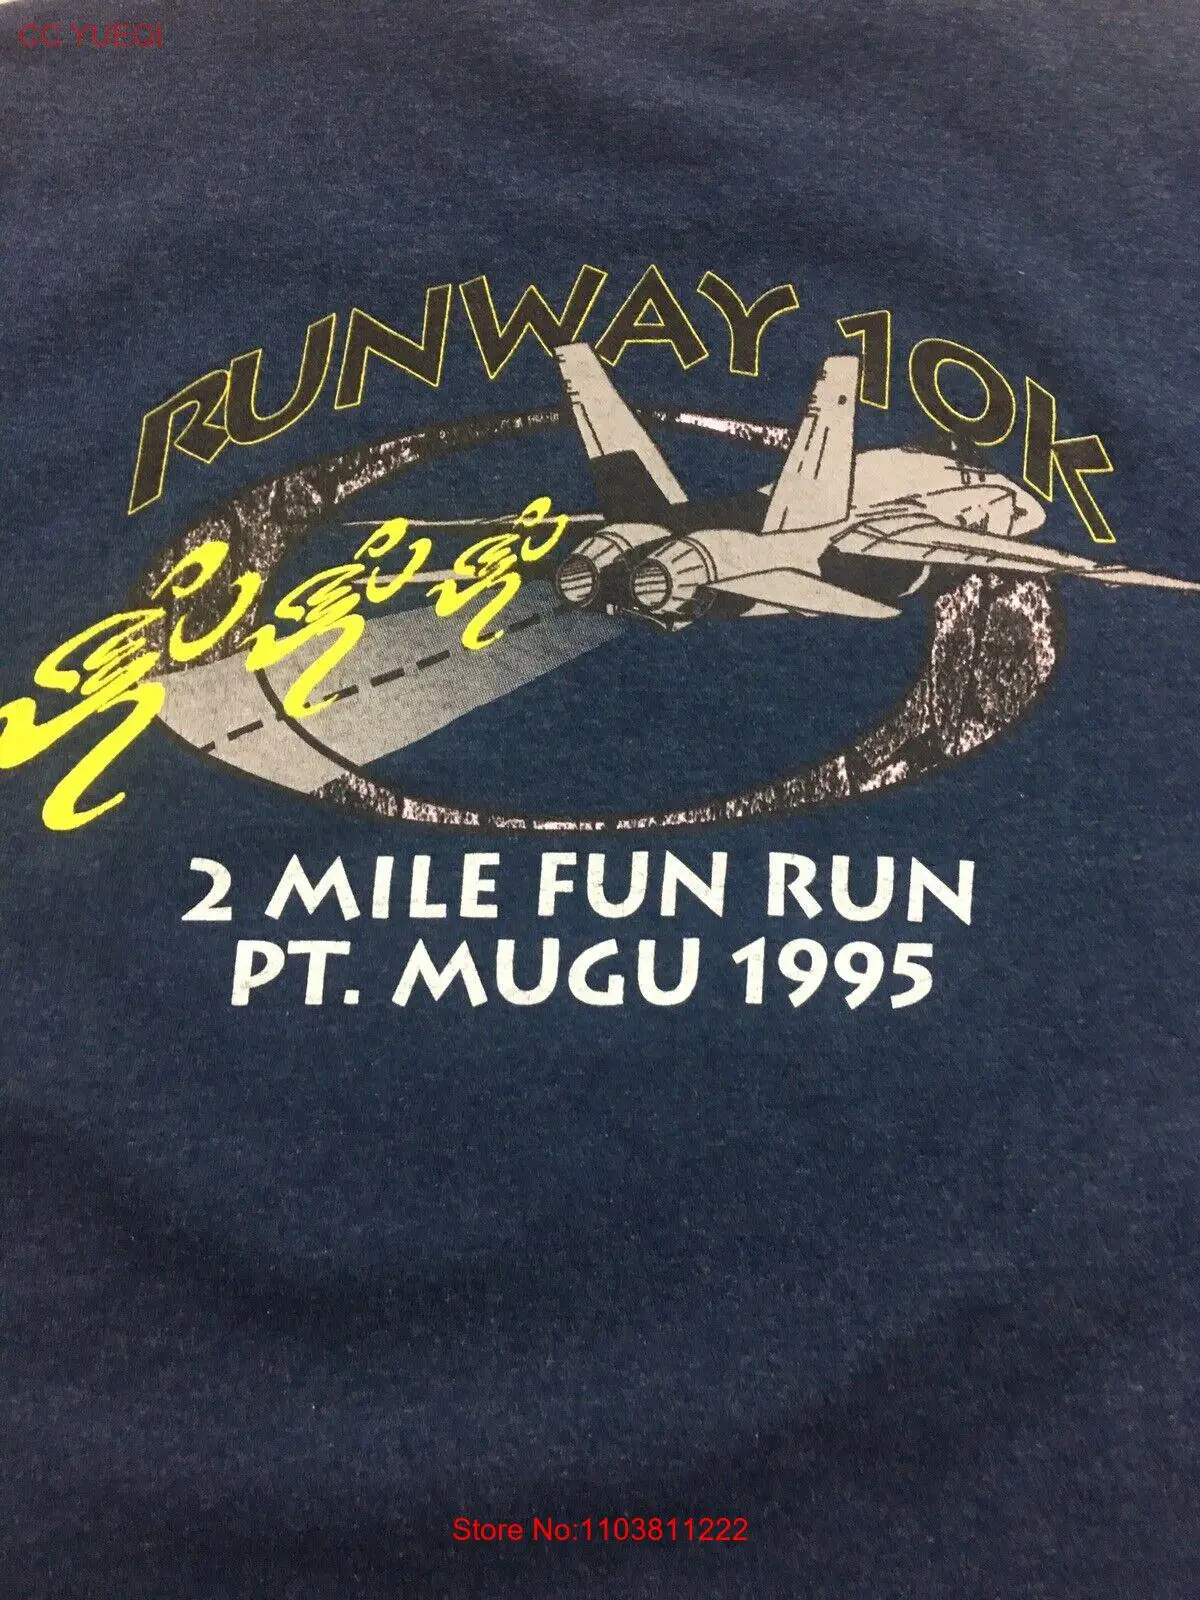 CC YUEQI
RUNWAY 10K
2 MILE FUN RUN
PT. MUGU 1995
Store No:1103811222